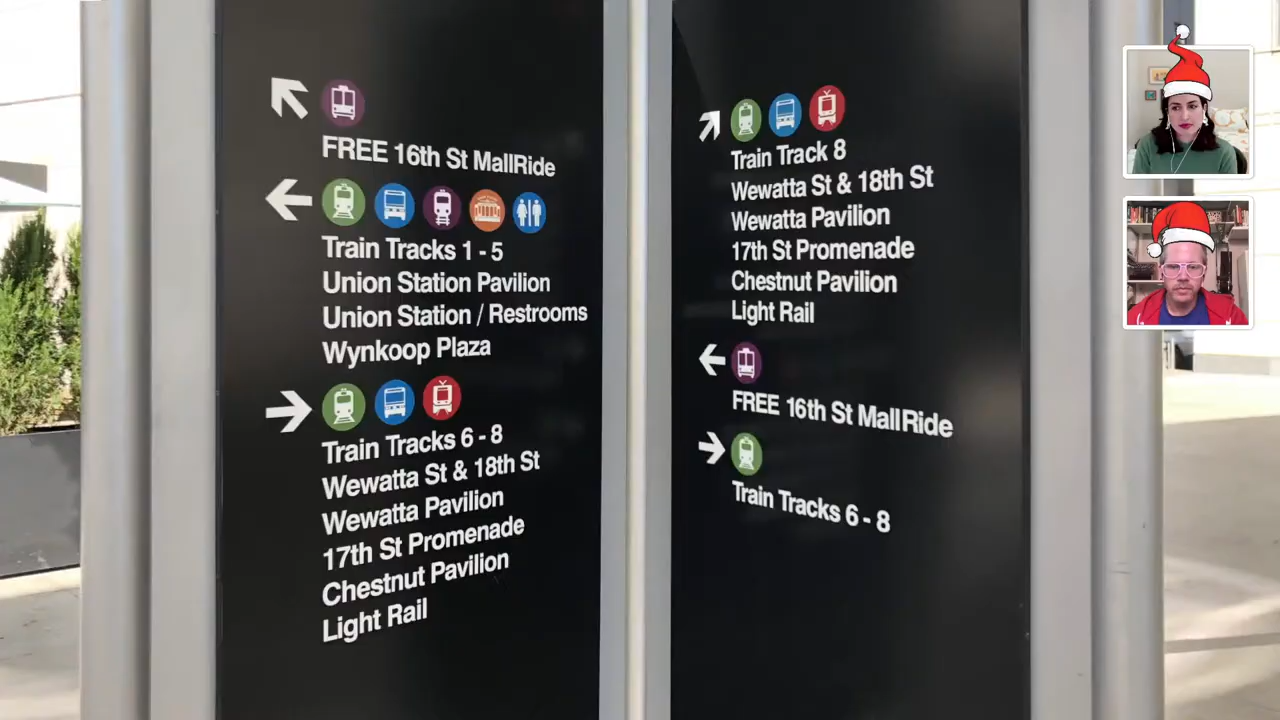 FREE 16th St MallRide
Train Tracks 1 - 5
Union Station Pavilion
Union Station / Restrooms
Wynkoop Plaza
Train Tracks 6 - 8
Wewatta St & 18th St
Wewatta Pavilion
17th St Promenade
Chestnut Pavilion
Light Rail
Train Track 8
Wewatta St & 18th St
Wewatta Pavilion
17th St Promenade
Chestnut Pavilion
Light Rail
FREE 16th St MallRide
Train Tracks 6 - 8